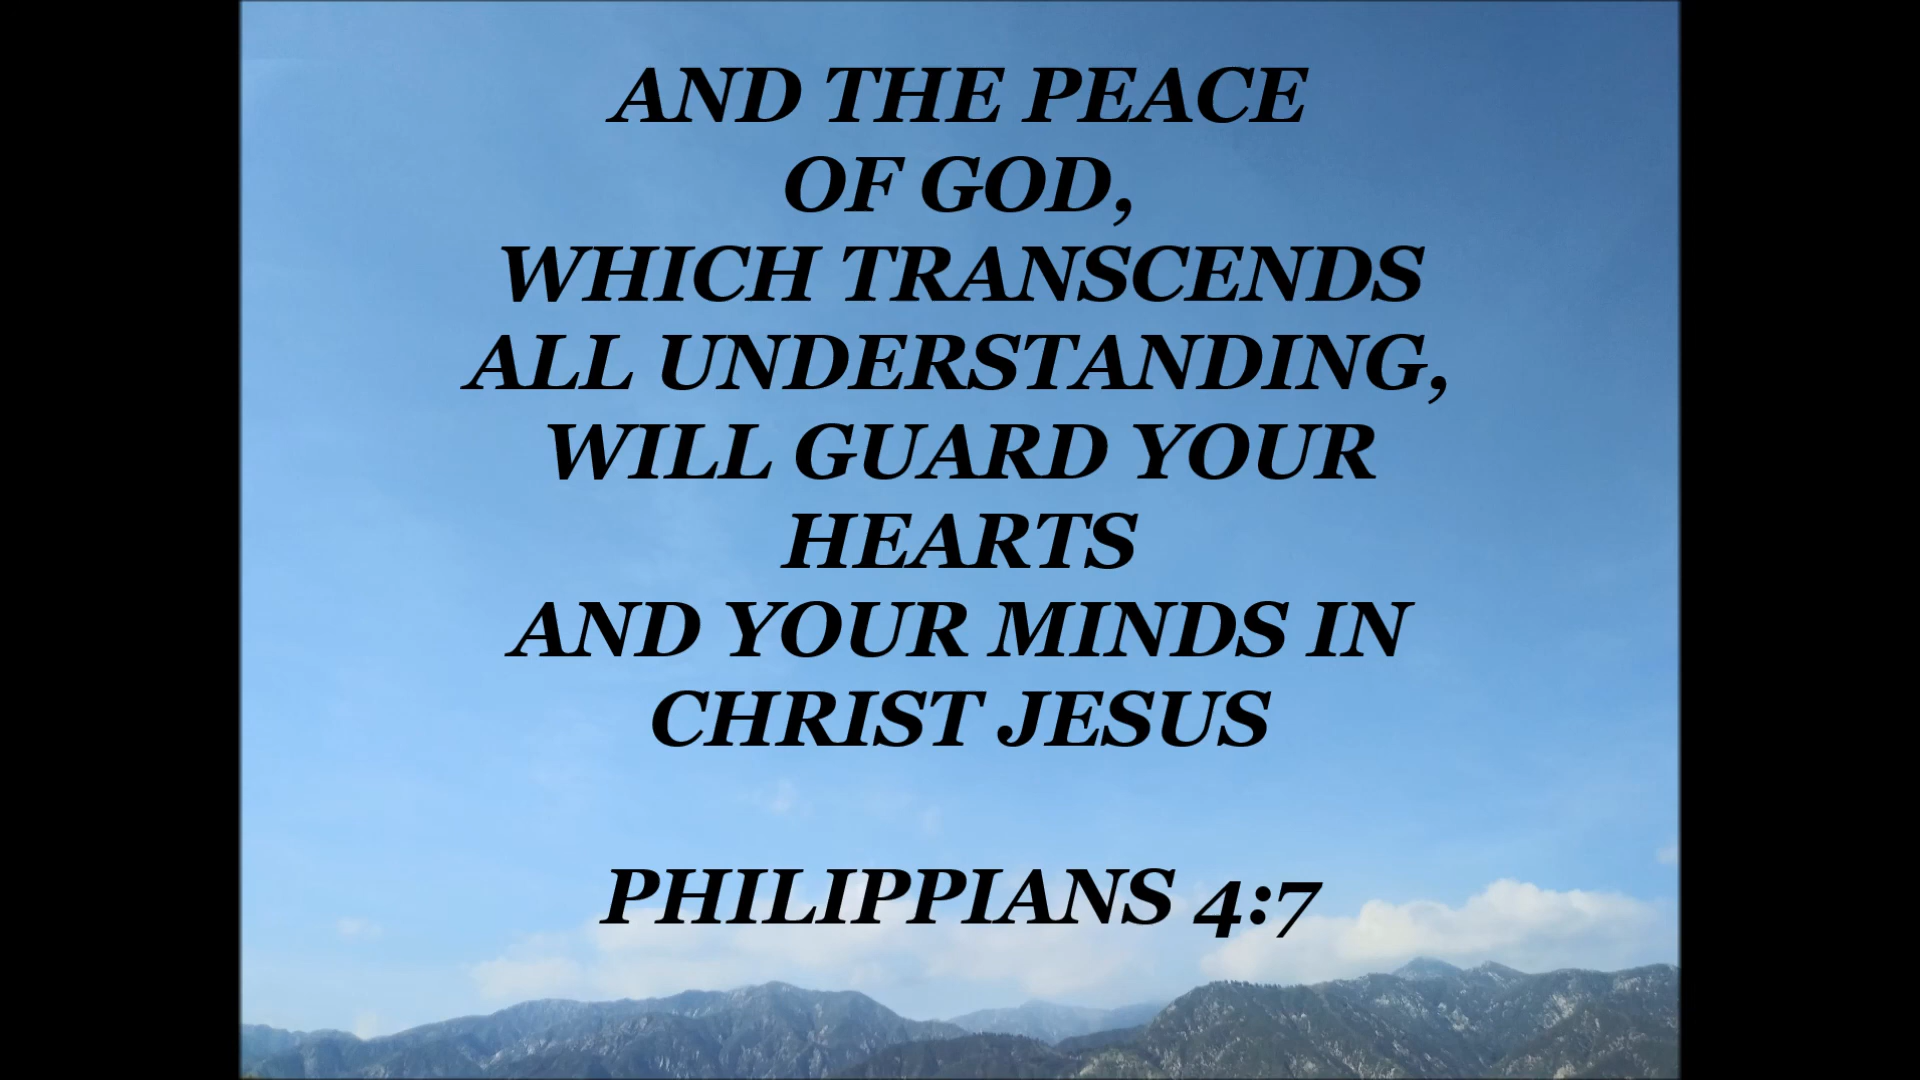 AND THE PEACE
OF GOD,
WHICH TRANSCENDS
ALL UNDERSTANDING,
WILL GUARD YOUR
HEARTS
AND YOUR MINDS IN
CHRIST JESUS
PHILIPPIANS 4:7